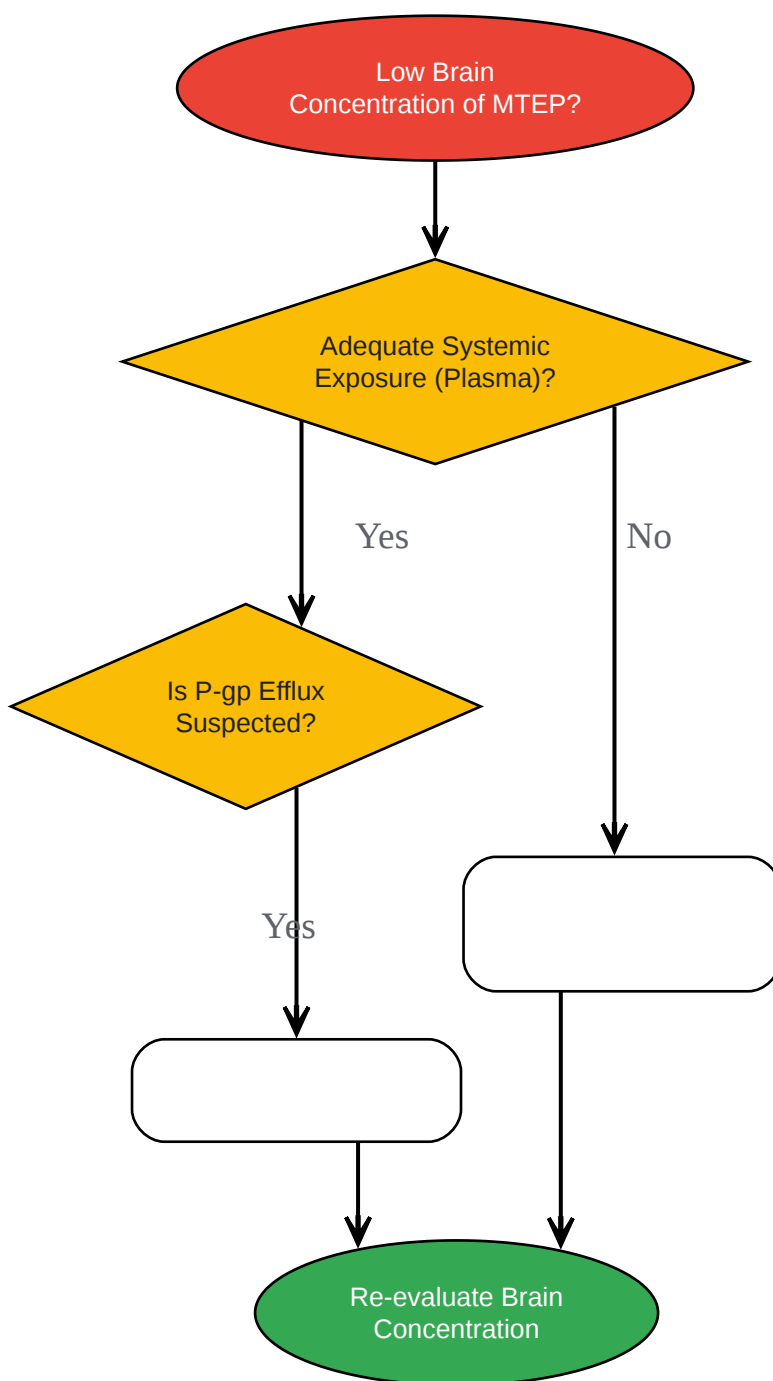 Low Brain
Concentration of MTEP?
Adequate Systemic
Exposure (Plasma)?
Yes
No
Is P-gp Efflux
Suspected?
Yes
Re-evaluate Brain
Concentration